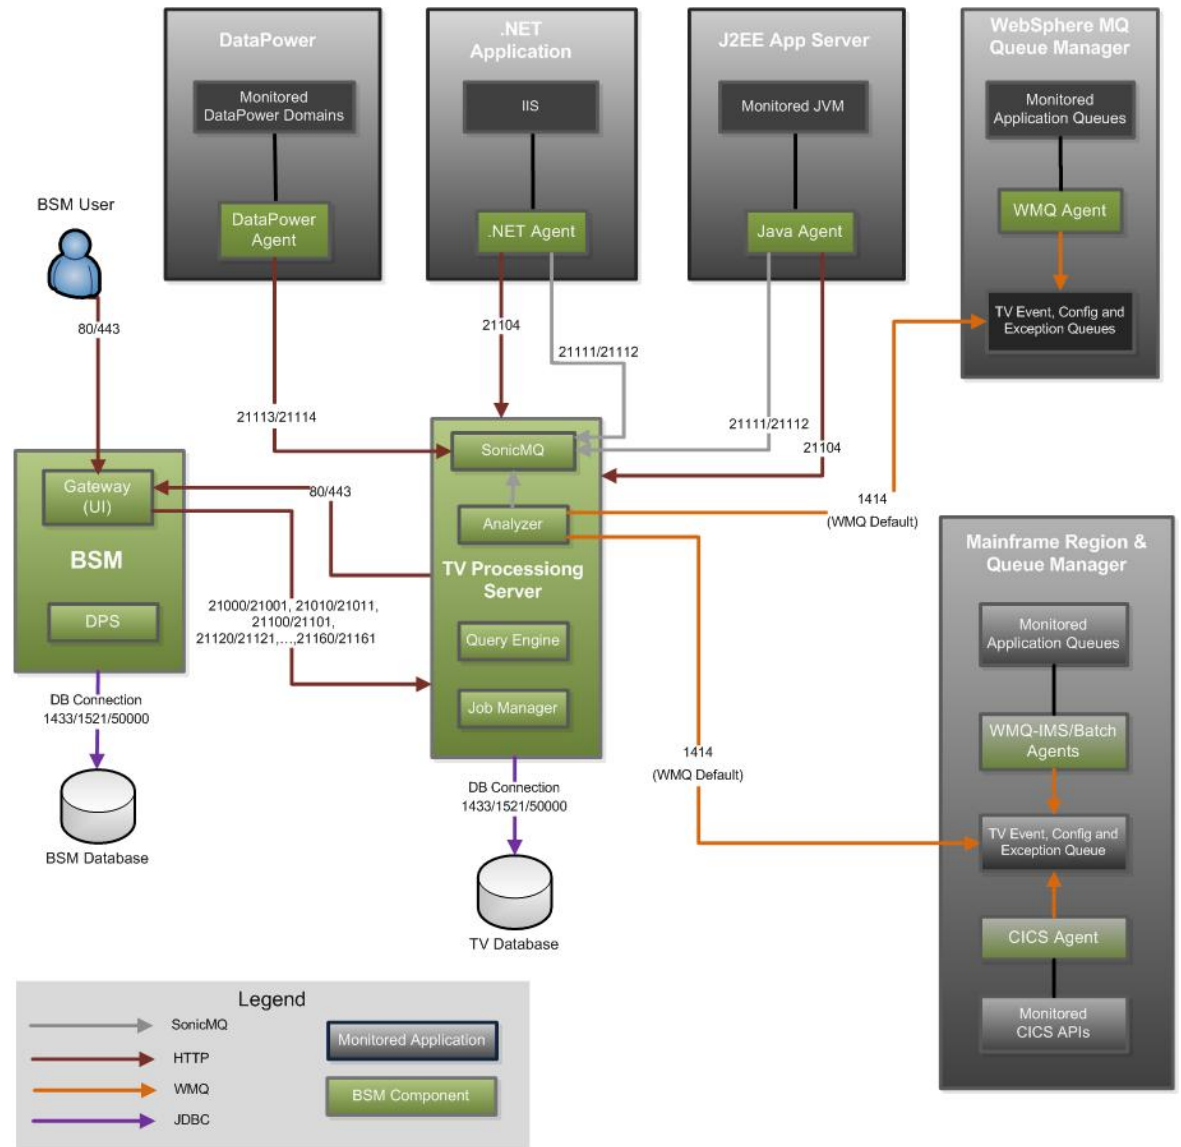 DataPower
Monitored
DataPower Domains
DataPower
Agent
.NET
Application
IIS
.NET Agent
J2EE App Server
Monitored JVM
Java Agent
WebSphere MQ
Queue Manager
Monitored
Application Queues
WMQ Agent
TV Event, Config and
Exception Queues
BSM User
80/443
21104
21111/21112
21113/21114
21111/21112
21104
SonicMQ
Gateway
(UI)
80/443
Analyzer
1414
(WMQ Default)
BSM
TV Processiong
Server
DPS
21000/21001, 21010/21011,
21100/21101,
21120/21121,...,21160/21161
Query Engine
Job Manager
Mainframe Region &
Queue Manager
Monitored
Application Queues
WMQ-IMS/Batch
Agents
TV Event, Config and
Exception Queue
CICS Agent
Monitored
CICS APIs
DB Connection
1433/1521/50000
1414
(WMQ Default)
DB Connection
1433/1521/50000
BSM Database
TV Database
Legend
SonicMQ
HTTP
WMQ
JDBC
Monitored Application
BSM Component